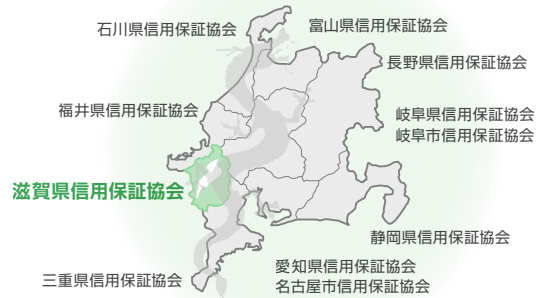 石川県信用保証協会
富山県信用保証協会
長野県信用保証協会
福井県信用保証協会
岐阜県信用保証協会
岐阜市信用保証協会
滋賀県信用保証協会
静岡県信用保証協会
三重県信用保証協会
愛知県信用保証協会
名古屋市信用保証協会